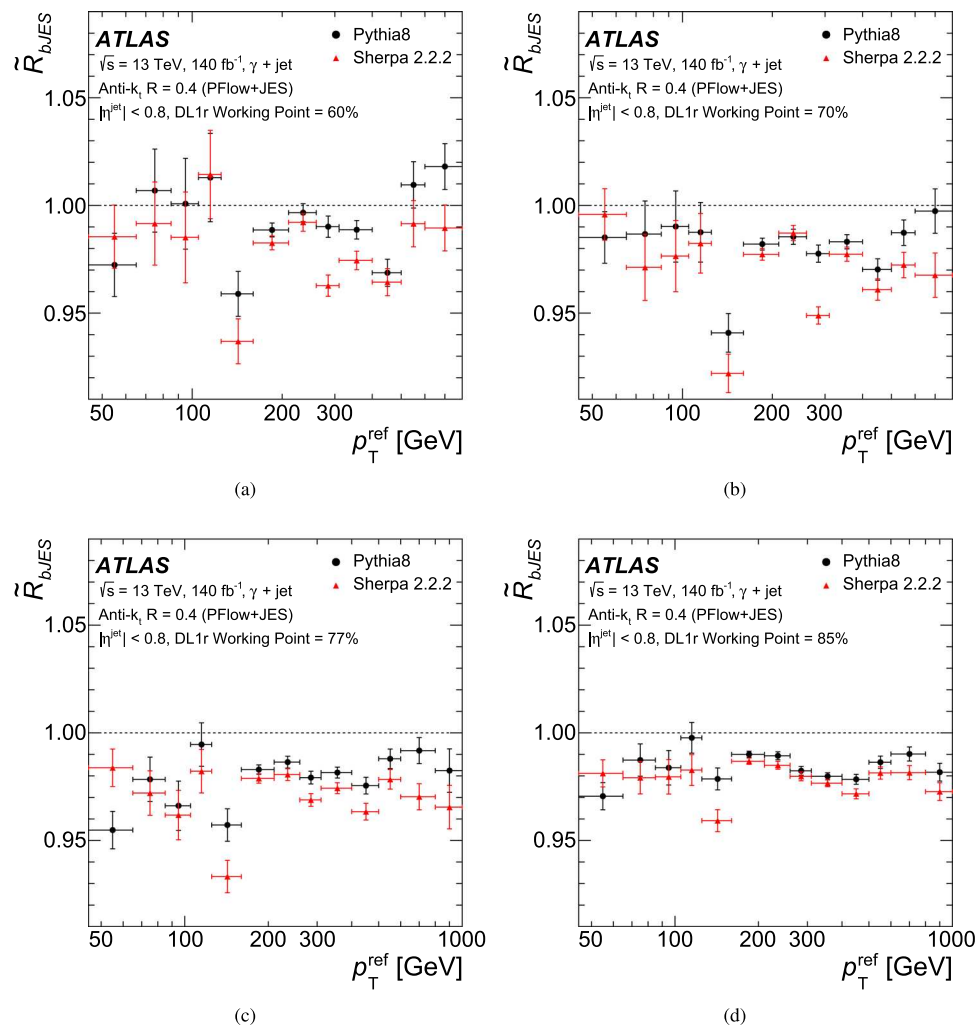 R̃_bJES
ATLAS
√s = 13 TeV, 140 fb⁻¹, γ + jet
Anti-kₜ R = 0.4 (PFlow+JES)
|η^jet| < 0.8, DL1r Working Point = 60%
Pythia8
Sherpa 2.2.2
1.05
1.00
0.95
50 100 200 300
p_T^ref [GeV]
(a)
R̃_bJES
ATLAS
√s = 13 TeV, 140 fb⁻¹, γ + jet
Anti-kₜ R = 0.4 (PFlow+JES)
|η^jet| < 0.8, DL1r Working Point = 70%
Pythia8
Sherpa 2.2.2
1.05
1.00
0.95
50 100 200 300
p_T^ref [GeV]
(b)
R̃_bJES
ATLAS
√s = 13 TeV, 140 fb⁻¹, γ + jet
Anti-kₜ R = 0.4 (PFlow+JES)
|η^jet| < 0.8, DL1r Working Point = 77%
Pythia8
Sherpa 2.2.2
1.05
1.00
0.95
50 100 200 300 1000
p_T^ref [GeV]
(c)
R̃_bJES
ATLAS
√s = 13 TeV, 140 fb⁻¹, γ + jet
Anti-kₜ R = 0.4 (PFlow+JES)
|η^jet| < 0.8, DL1r Working Point = 85%
Pythia8
Sherpa 2.2.2
1.05
1.00
0.95
50 100 200 300 1000
p_T^ref [GeV]
(d)